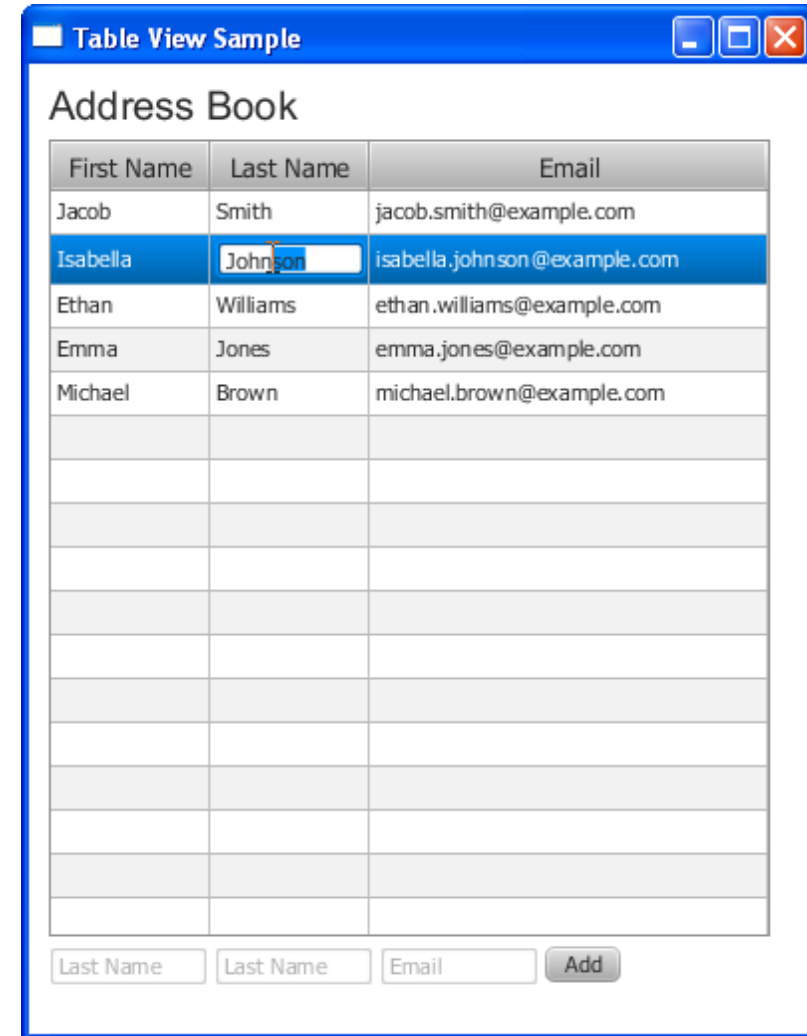 Table View Sample
Address Book
First Name Last Name Email
Jacob Smith jacob.smith@example.com
Isabella Johnson isabella.johnson@example.com
Ethan Williams ethan.williams@example.com
Emma Jones emma.jones@example.com
Michael Brown michael.brown@example.com
Last Name Last Name Email Add